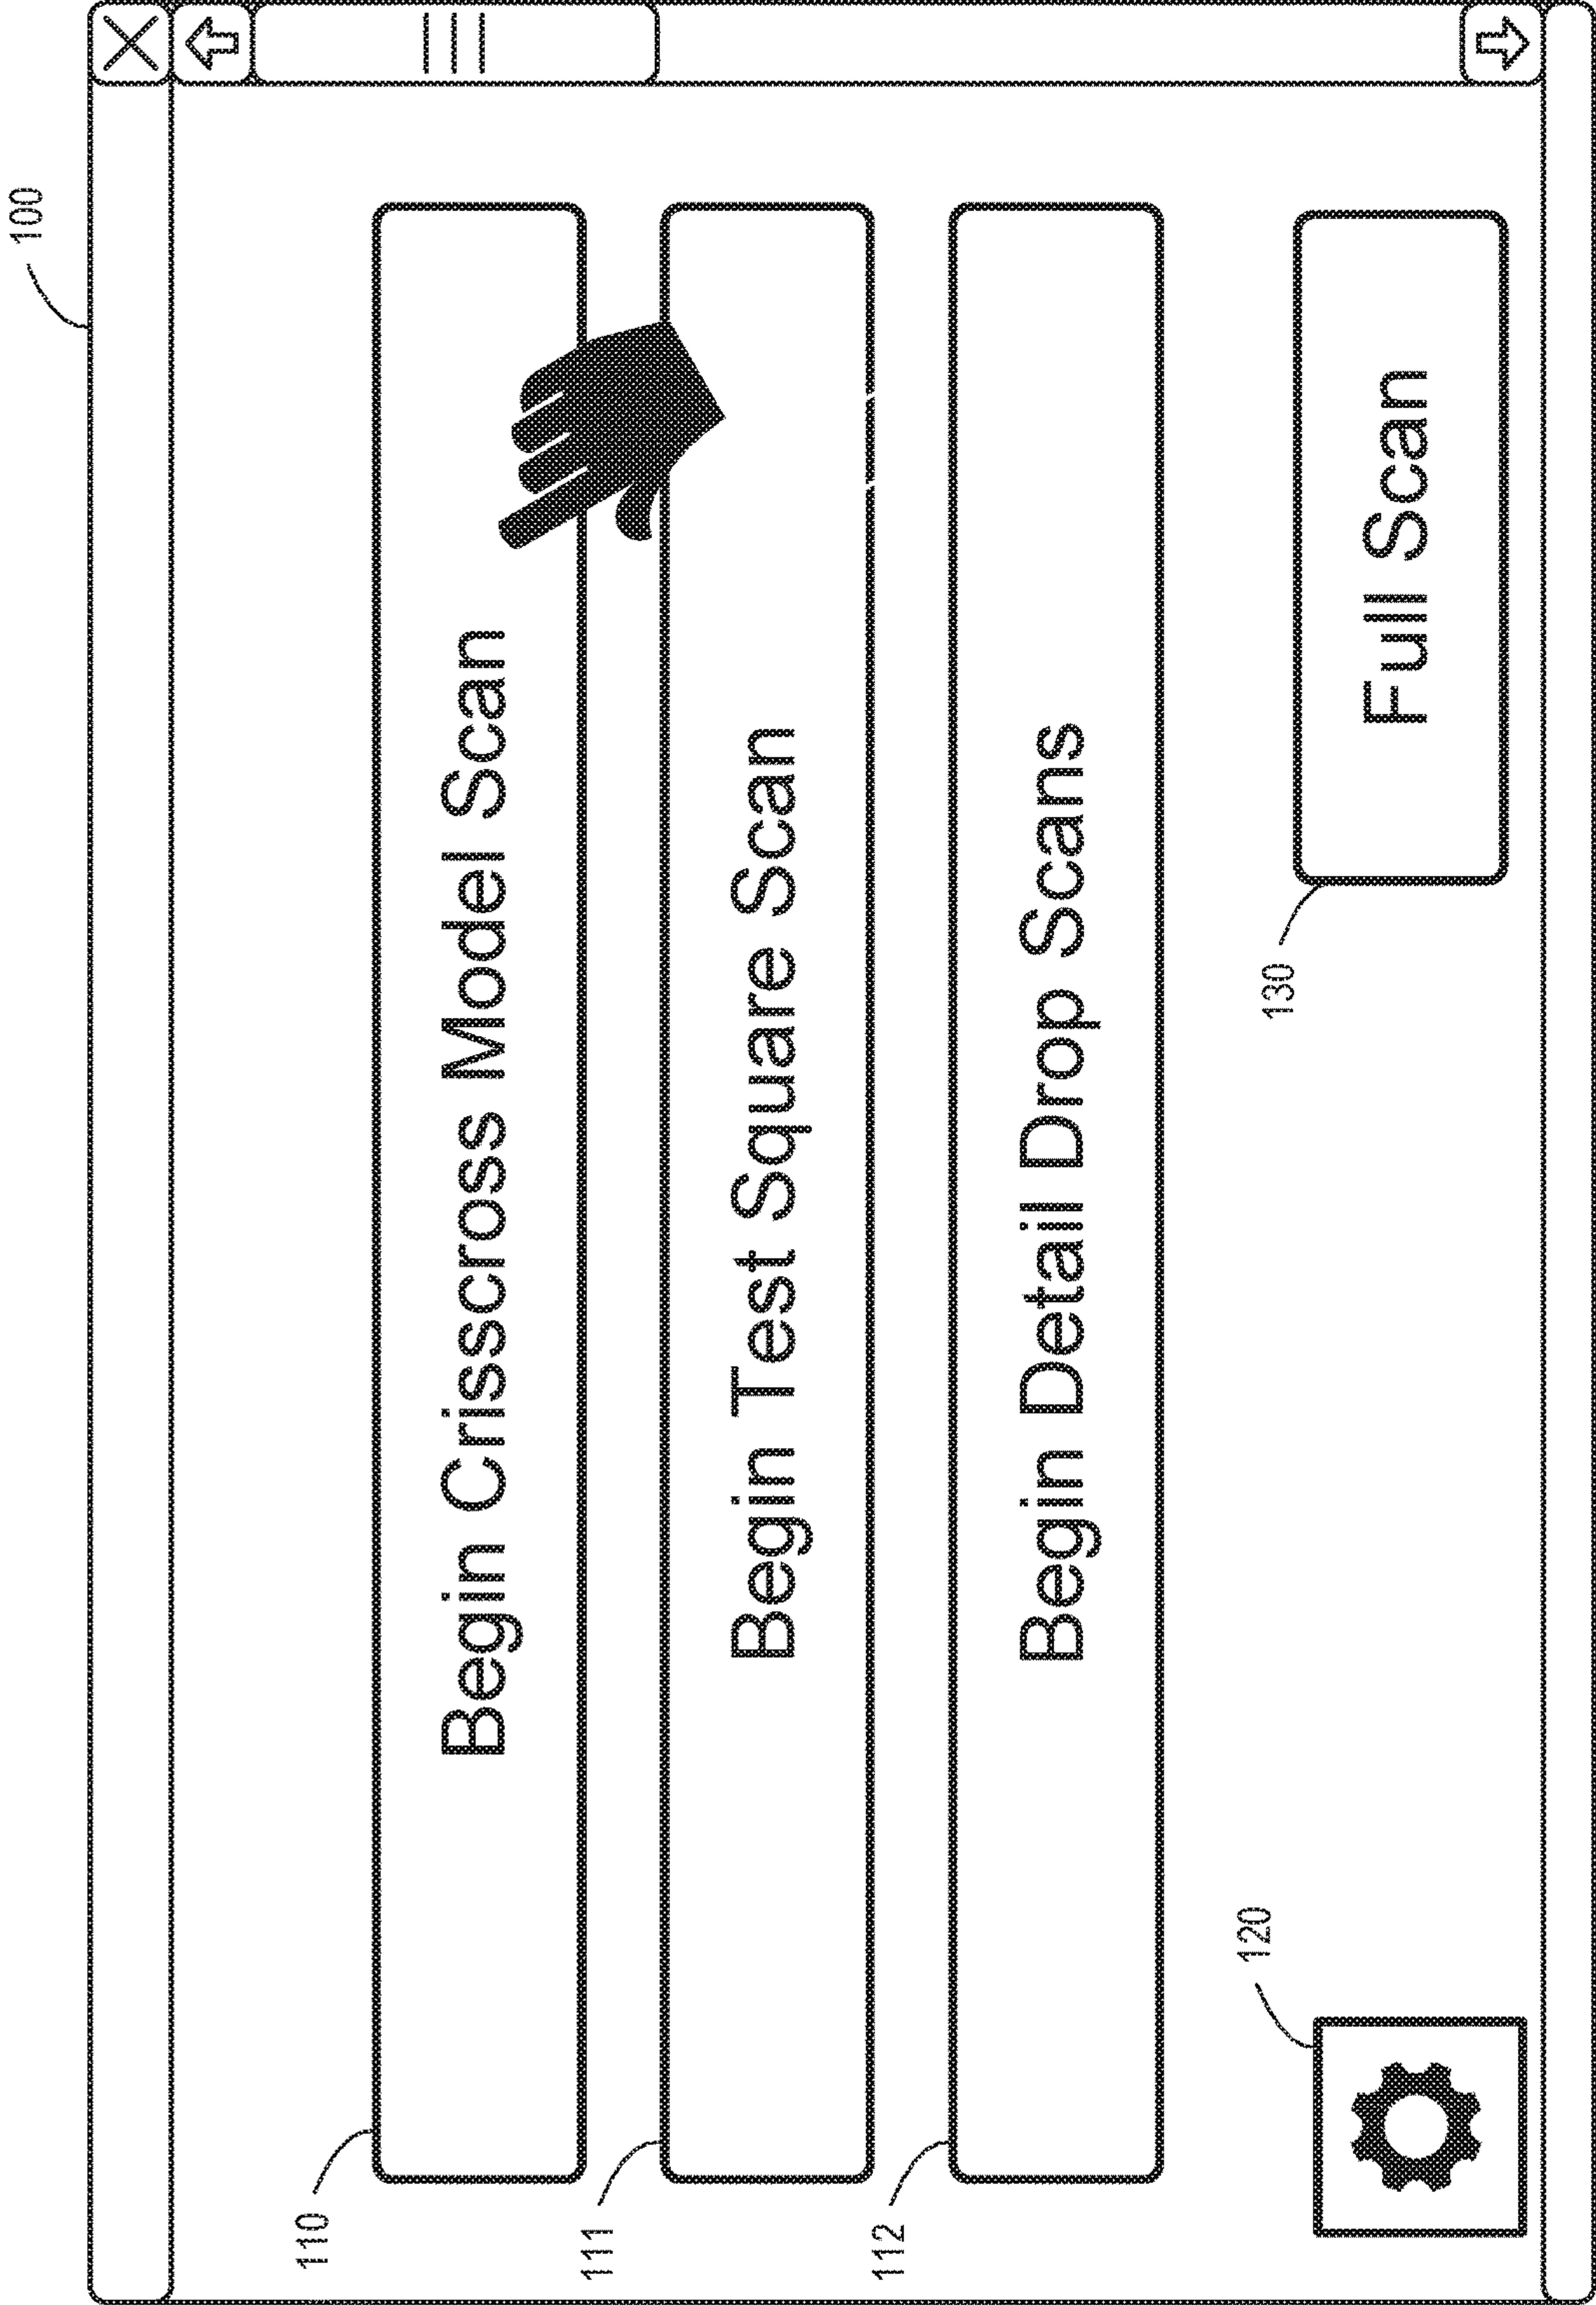 100
110
Begin Crisscross Model Scan
111
Begin Test Square Scan
112
Begin Detail Drop Scans
120
130
Full Scan